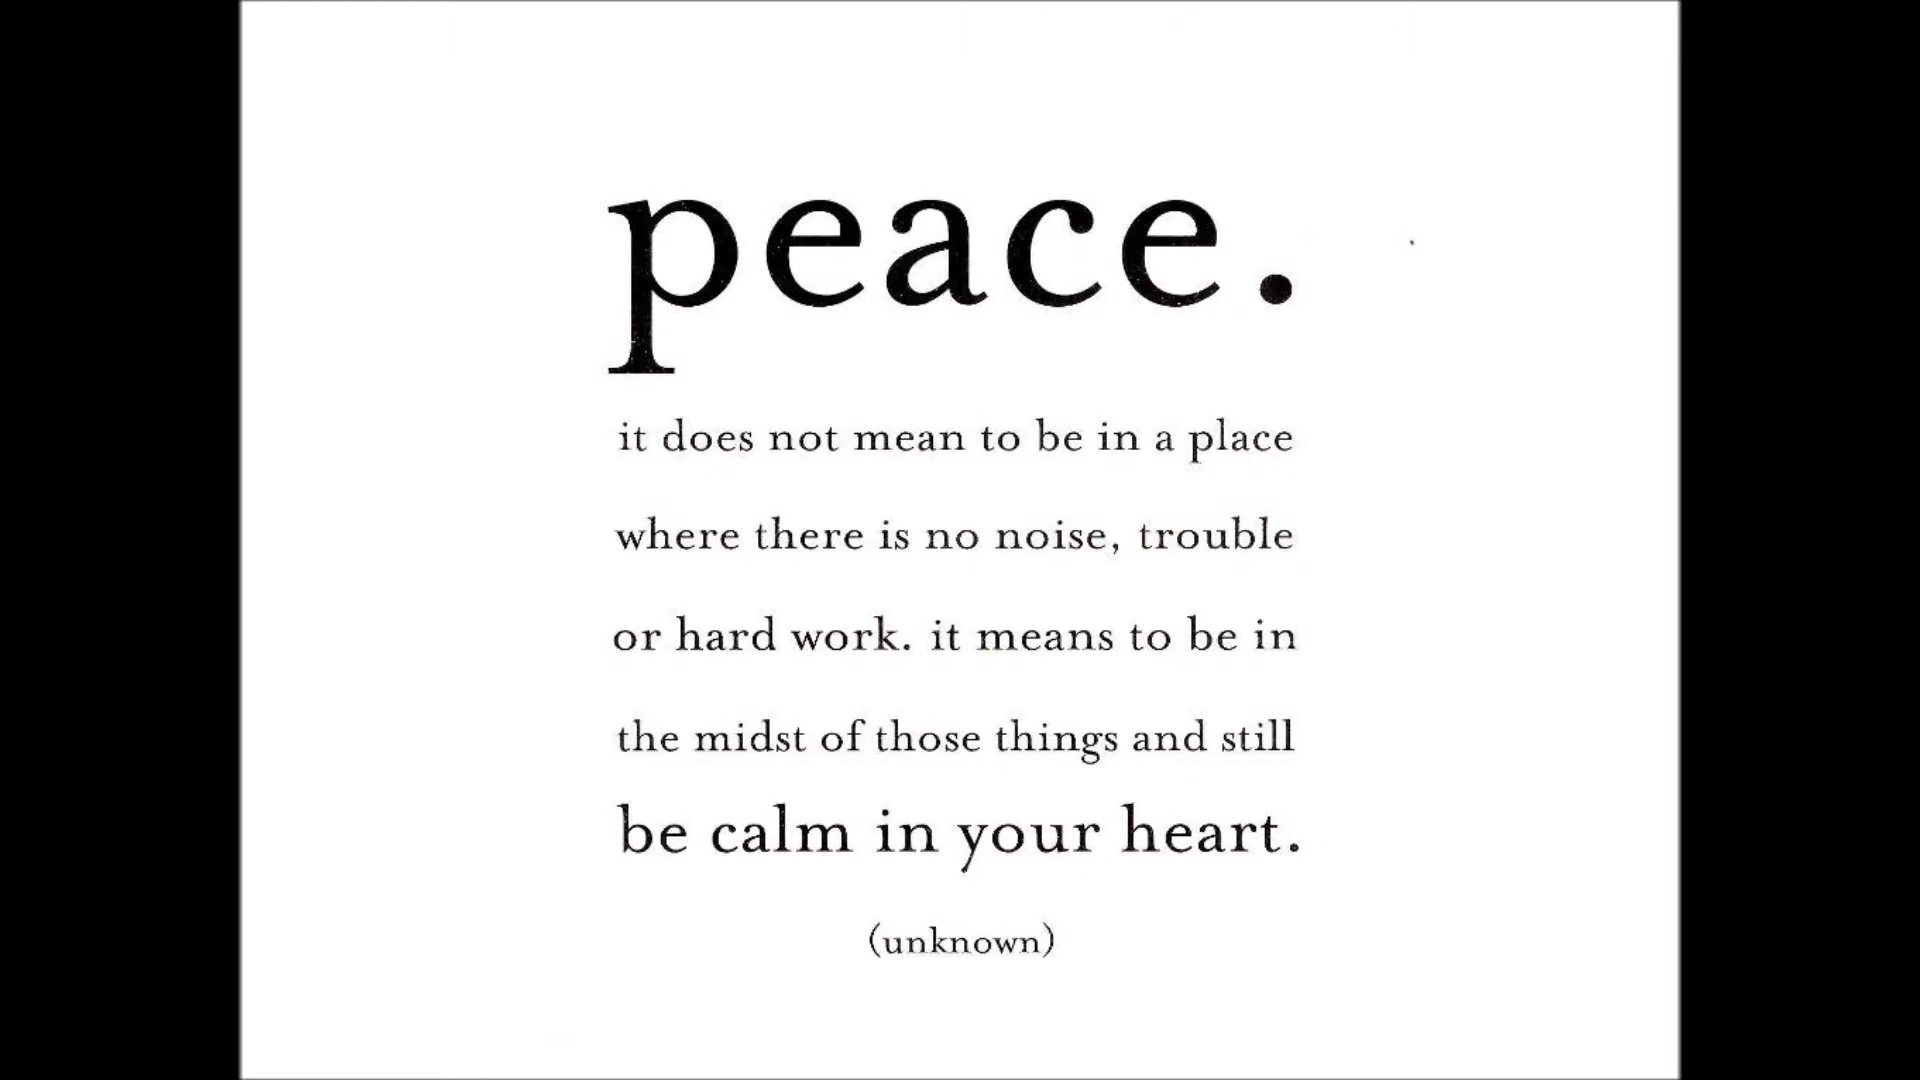 peace.
it does not mean to be in a place
where there is no noise, trouble
or hard work. it means to be in
the midst of those things and still
be calm in your heart.
(unknown)